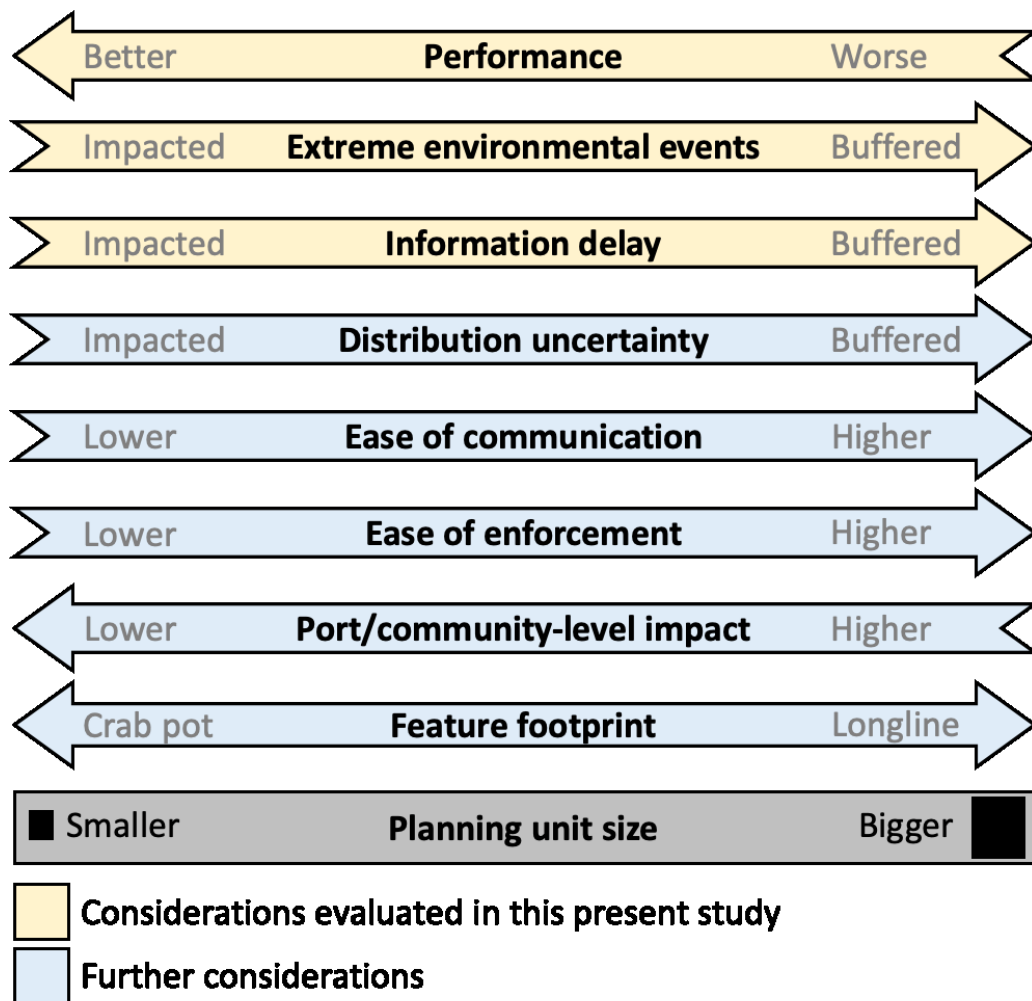 Better Performance Worse
Impacted Extreme environmental events Buffered
Impacted Information delay Buffered
Impacted Distribution uncertainty Buffered
Lower Ease of communication Higher
Lower Ease of enforcement Higher
Lower Port/community-level impact Higher
Crab pot Feature footprint Longline
Smaller Planning unit size Bigger
Considerations evaluated in this present study
Further considerations